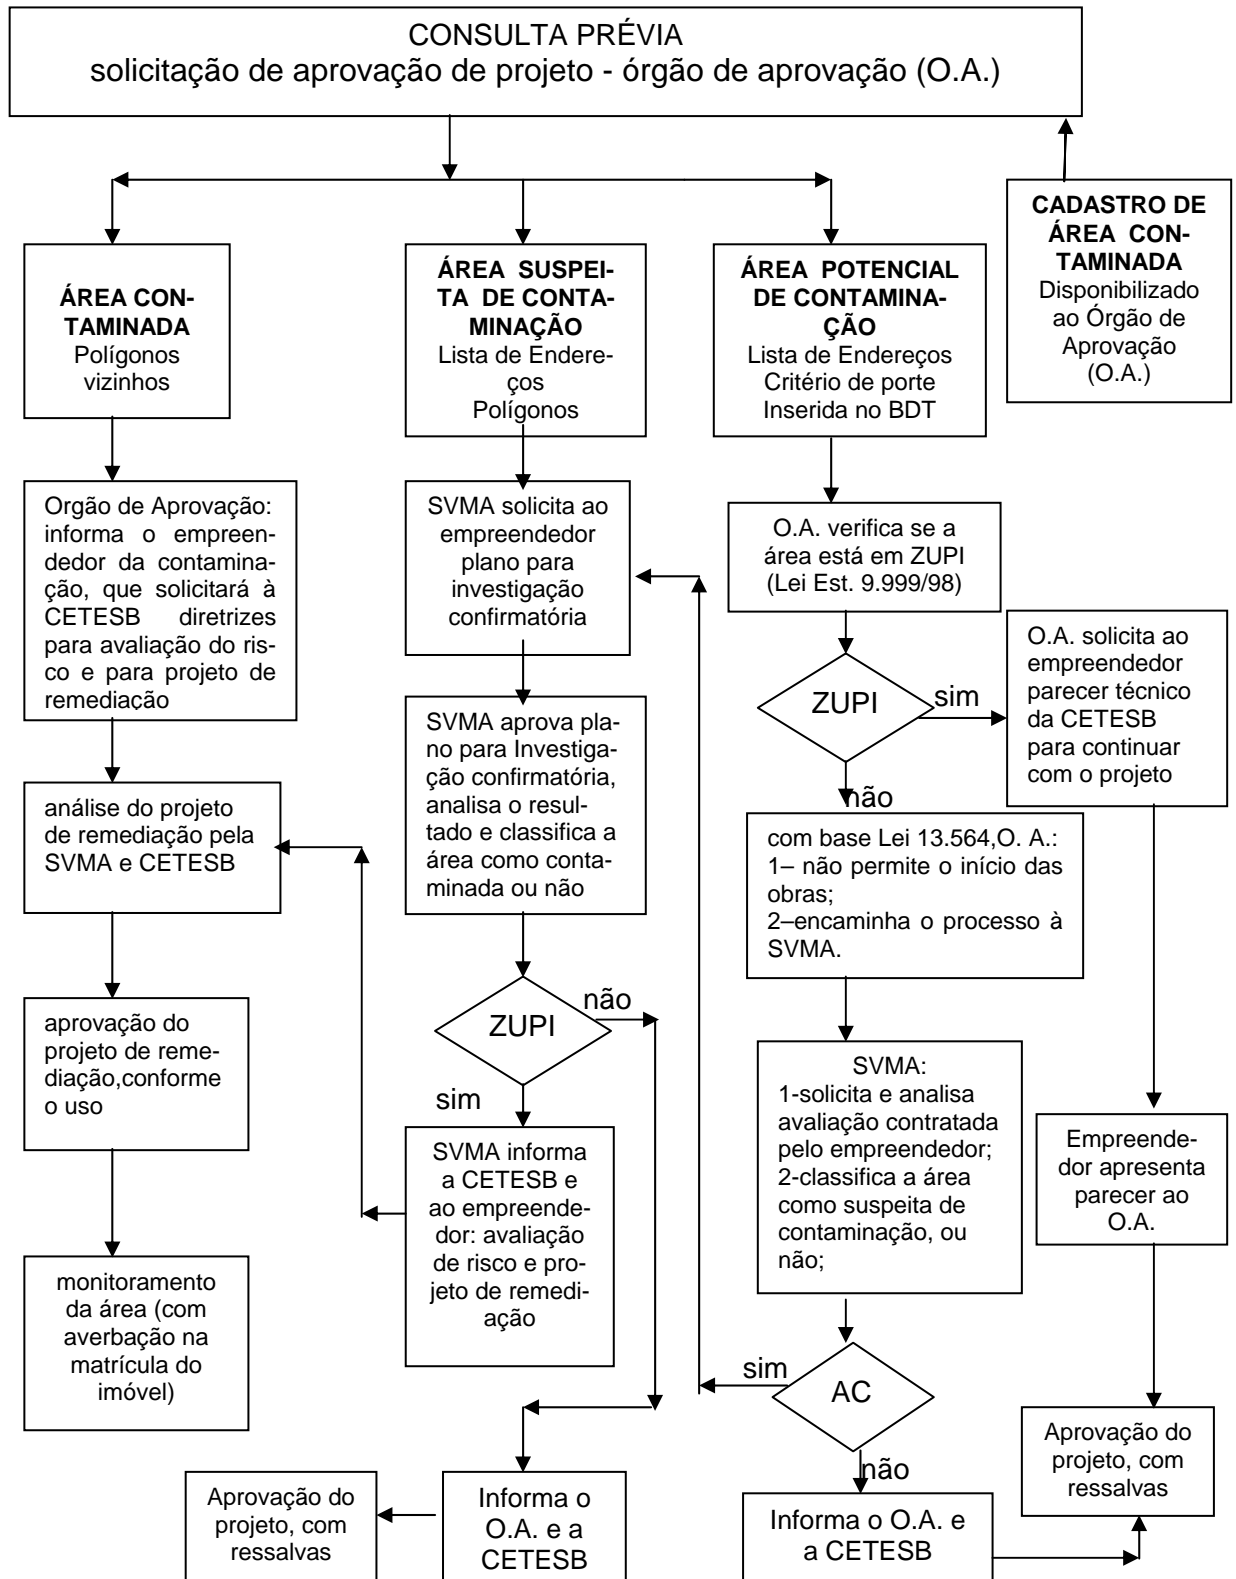 CONSULTA PRÉVIA
solicitação de aprovação de projeto - órgão de aprovação (O.A.)
ÁREA CON-
TAMINADA
Polígonos
vizinhos
ÁREA SUSPEI-
TA DE CONTA-
MINAÇÃO
Lista de Endere-
ços
Polígonos
ÁREA POTENCIAL
DE CONTAMINA-
ÇÃO
Lista de Endereços
Critério de porte
Inserida no BDT
CADASTRO DE
ÁREA CON-
TAMINADA
Disponibilizado
ao Órgão de
Aprovação
(O.A.)
Orgão de Aprovação:
informa o empreen-
dedor da contamina-
ção, que solicitará à
CETESB diretrizes
para avaliação do ris-
co e para projeto de
remediação
SVMA solicita ao
empreendedor
plano para
investigação
confirmatória
O.A. verifica se a
área está em ZUPI
(Lei Est. 9.999/98)
ZUPI
sim
não
O.A. solicita ao
empreendedor
parecer técnico
da CETESB
para continuar
com o projeto
SVMA aprova pla-
no para Investiga-
ção confirmatória,
analisa o resul-
tado e classifica a
área como conta-
minada ou não
análise do projeto
de remediação pela
SVMA e CETESB
com base Lei 13.564,O. A.:
1– não permite o início das
obras;
2–encaminha o processo à
SVMA.
ZUPI
não
sim
aprovação do
projeto de reme-
diação,conforme
o uso
SVMA:
1-solicita e analisa
avaliação contratada
pelo empreendedor;
2-classifica a área
como suspeita de
contaminação, ou
não;
Empreende-
dor apresenta
parecer ao
O.A.
SVMA informa
a CETESB e
ao empreende-
dor: avaliação
de risco e pro-
jeto de remedi-
ação
monitoramento
da área (com
averbação na
matrícula do
imóvel)
sim
AC
não
Aprovação do
projeto, com
ressalvas
Aprovação do
projeto, com
ressalvas
Informa o
O.A. e a
CETESB
Informa o O.A. e
a CETESB